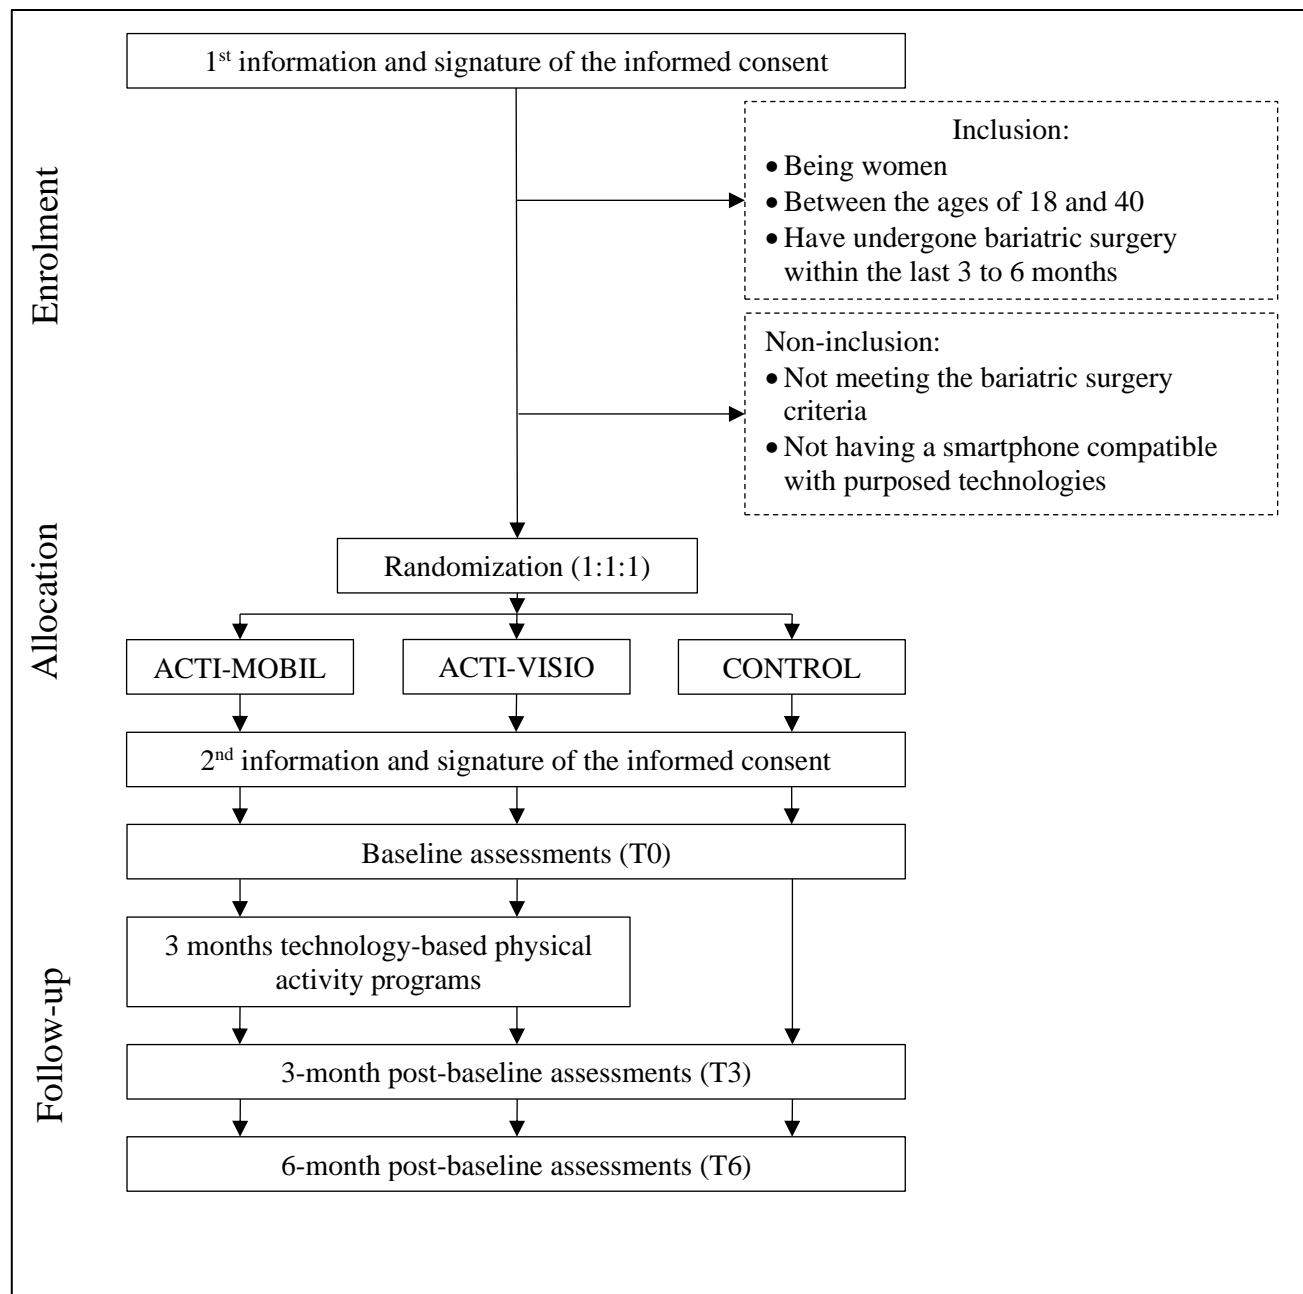 1st information and signature of the informed consent
Enrolment
Inclusion:
• Being women
• Between the ages of 18 and 40
• Have undergone bariatric surgery
within the last 3 to 6 months
Non-inclusion:
• Not meeting the bariatric surgery
criteria
• Not having a smartphone compatible
with purposed technologies
Allocation
Randomization (1:1:1)
ACTI-MOBIL
ACTI-VISIO
CONTROL
2nd information and signature of the informed consent
Baseline assessments (T0)
Follow-up
3 months technology-based physical
activity programs
3-month post-baseline assessments (T3)
6-month post-baseline assessments (T6)